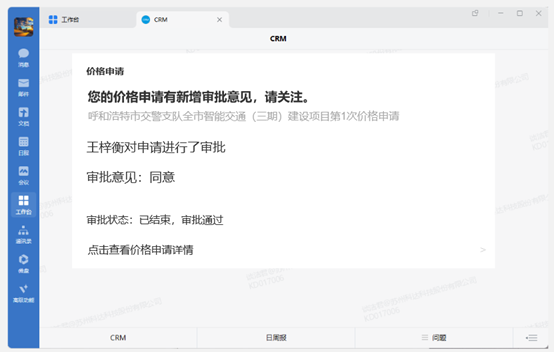 工作台
CRM
CRM
消息
邮件
文档
日报
会议
工作台
通讯录
微盘
高级功能
价格申请
您的价格申请有新增审批意见，请关注。
呼和浩特市交警支队全市智能交通（三期）建设项目第1次价格申请
王梓衡对申请进行了审批
审批意见：同意
审批状态：已结束，审批通过
点击查看价格申请详情
CRM
日周报
问题